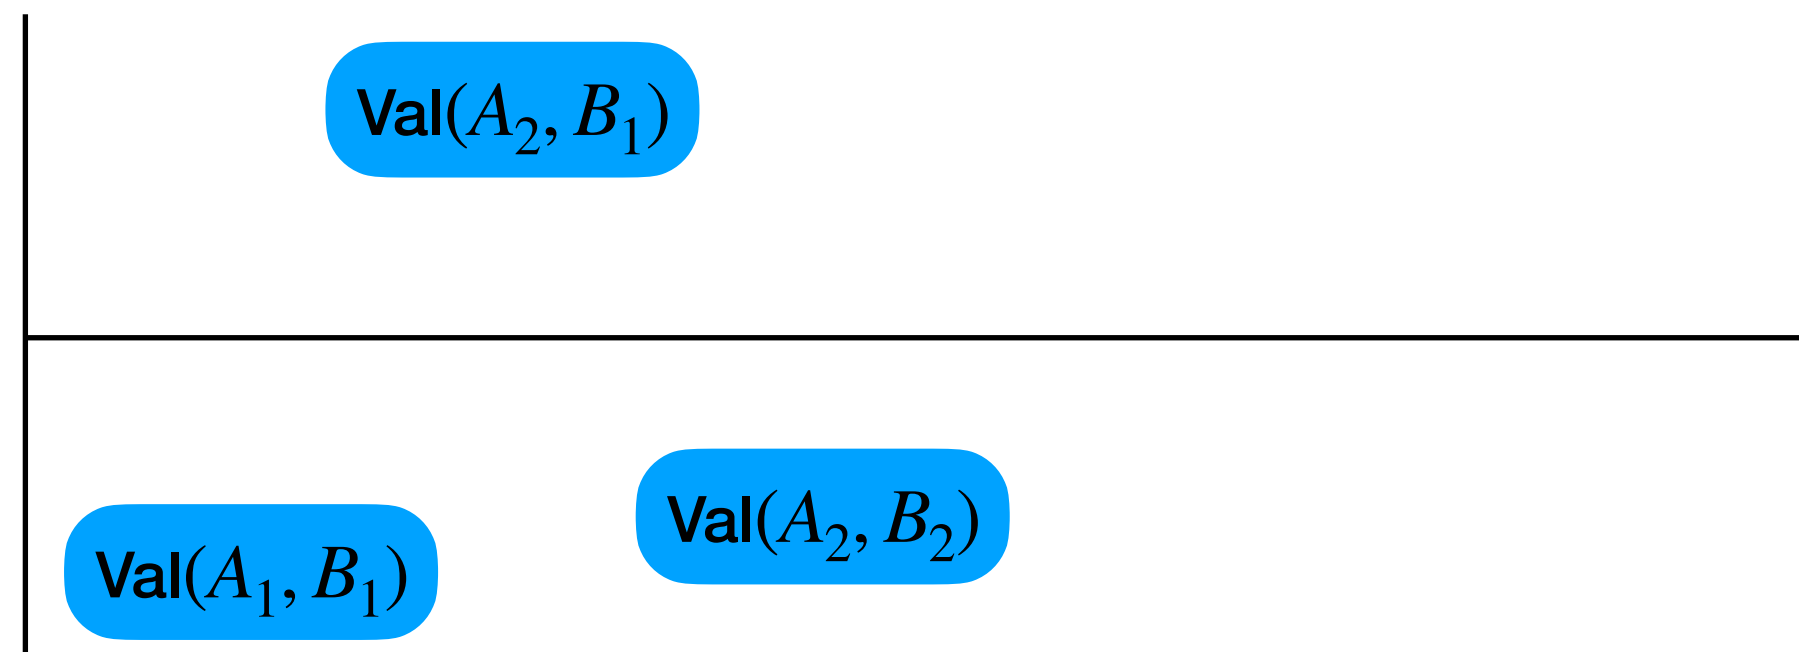 Val(A₂, B₁)
Val(A₂, B₂)
Val(A₁, B₁)